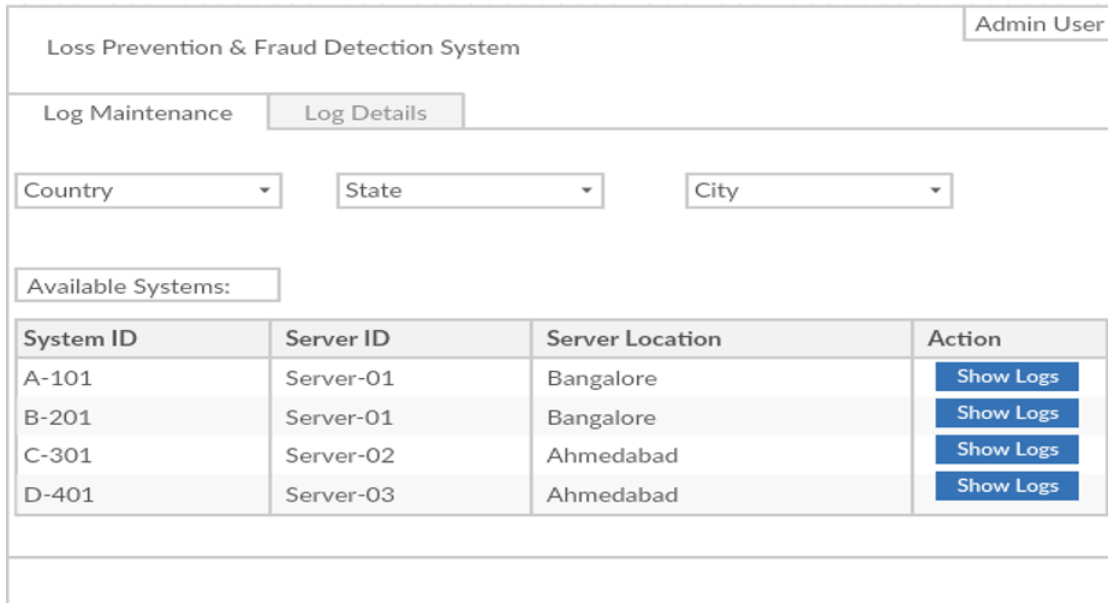 Admin User
Loss Prevention & Fraud Detection System
Log Maintenance Log Details
Country State City
Available Systems:
System ID Server ID Server Location Action
A-101 Server-01 Bangalore Show Logs
B-201 Server-01 Bangalore Show Logs
C-301 Server-02 Ahmedabad Show Logs
D-401 Server-03 Ahmedabad Show Logs